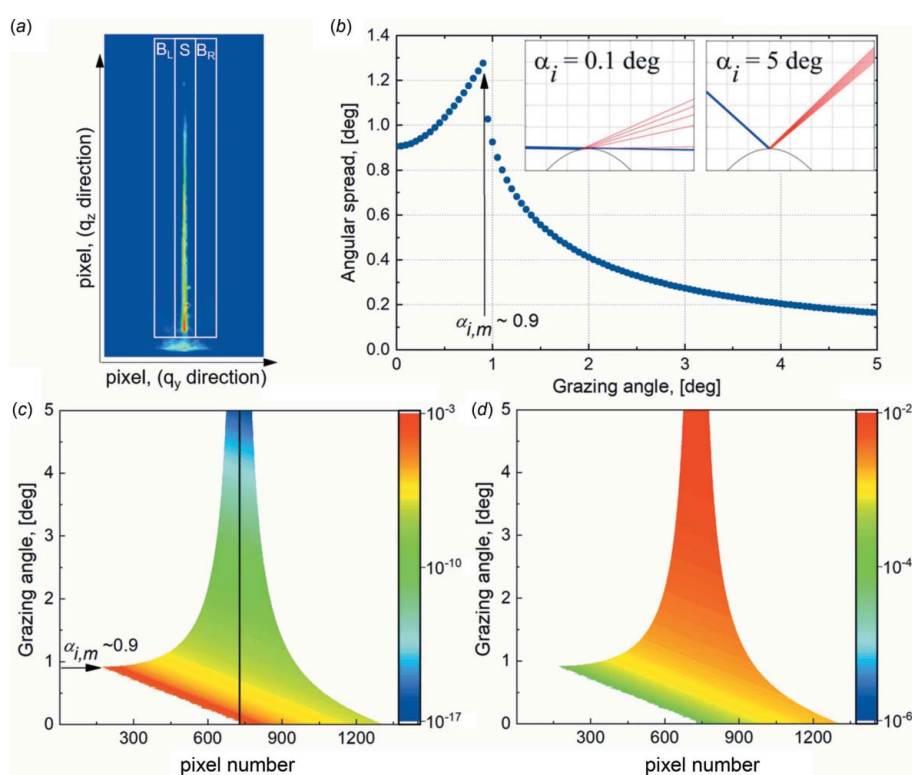 (a)
B_L S B_R
pixel, (q_z direction)
pixel, (q_y direction)
(b)
Angular spread, [deg]
1.4
1.2
1.0
0.8
0.6
0.4
0.2
0.0
α_i = 0.1 deg
α_i = 5 deg
α_{i,m} ~ 0.9
0 1 2 3 4 5
Grazing angle, [deg]
(c)
Grazing angle, [deg]
5
4
3
2
1
0
α_{i,m} ~0.9
10^{-3}
10^{-10}
10^{-17}
300 600 900 1200
pixel number
(d)
Grazing angle, [deg]
5
4
3
2
1
0
10^{-2}
10^{-4}
10^{-6}
300 600 900 1200
pixel number